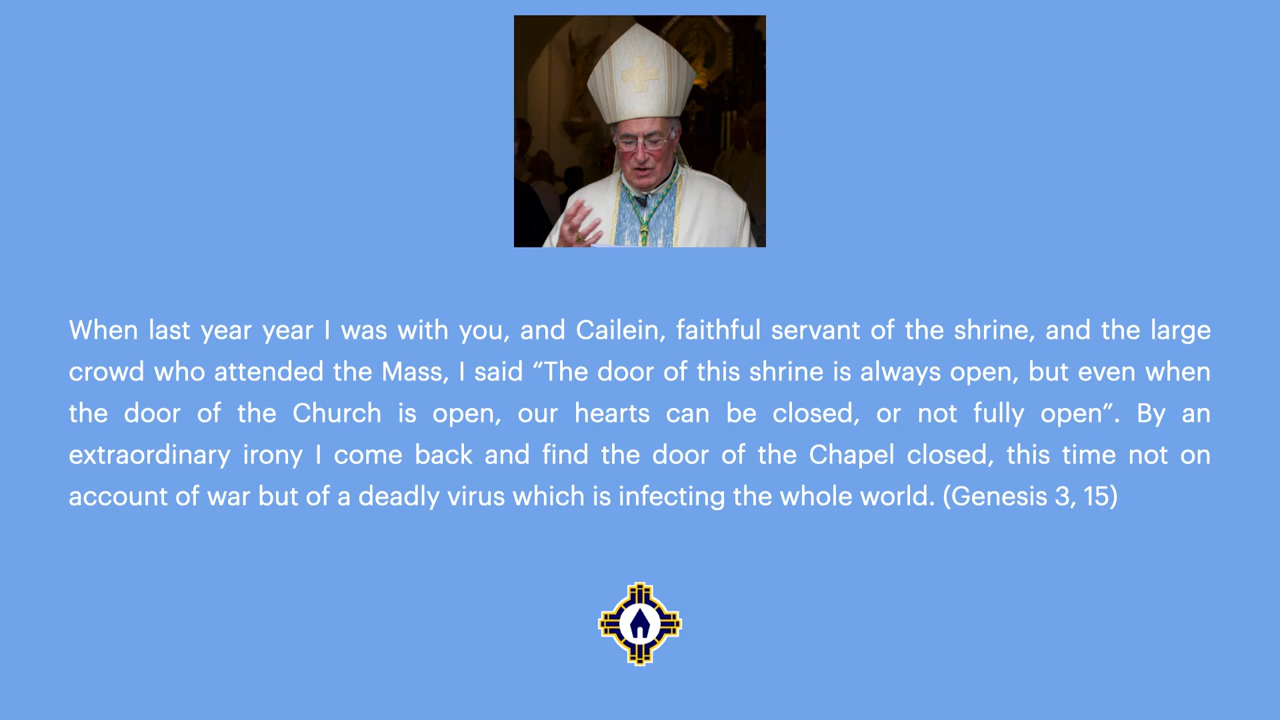 When last year year I was with you, and Cailein, faithful servant of the shrine, and the large
crowd who attended the Mass, I said “The door of this shrine is always open, but even when
the door of the Church is open, our hearts can be closed, or not fully open”. By an
extraordinary irony I come back and find the door of the Chapel closed, this time not on
account of war but of a deadly virus which is infecting the whole world. (Genesis 3, 15)